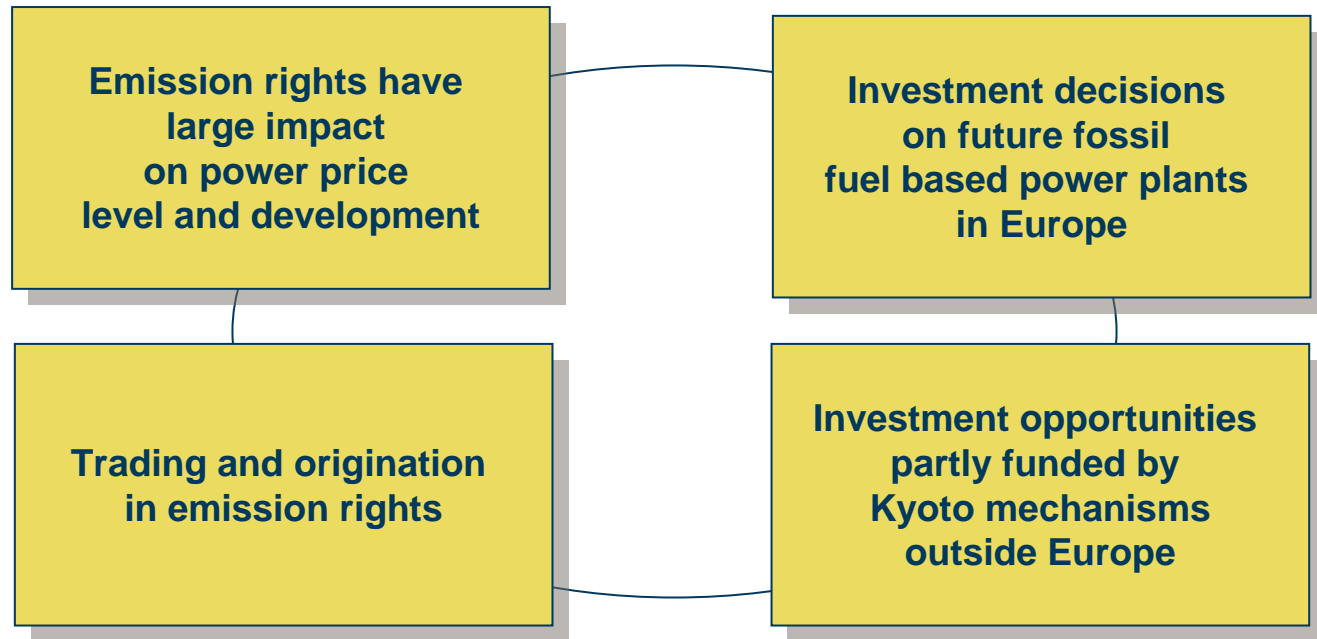 Emission rights have
large impact
on power price
level and development
Investment decisions
on future fossil
fuel based power plants
in Europe
Trading and origination
in emission rights
Investment opportunities
partly funded by
Kyoto mechanisms
outside Europe